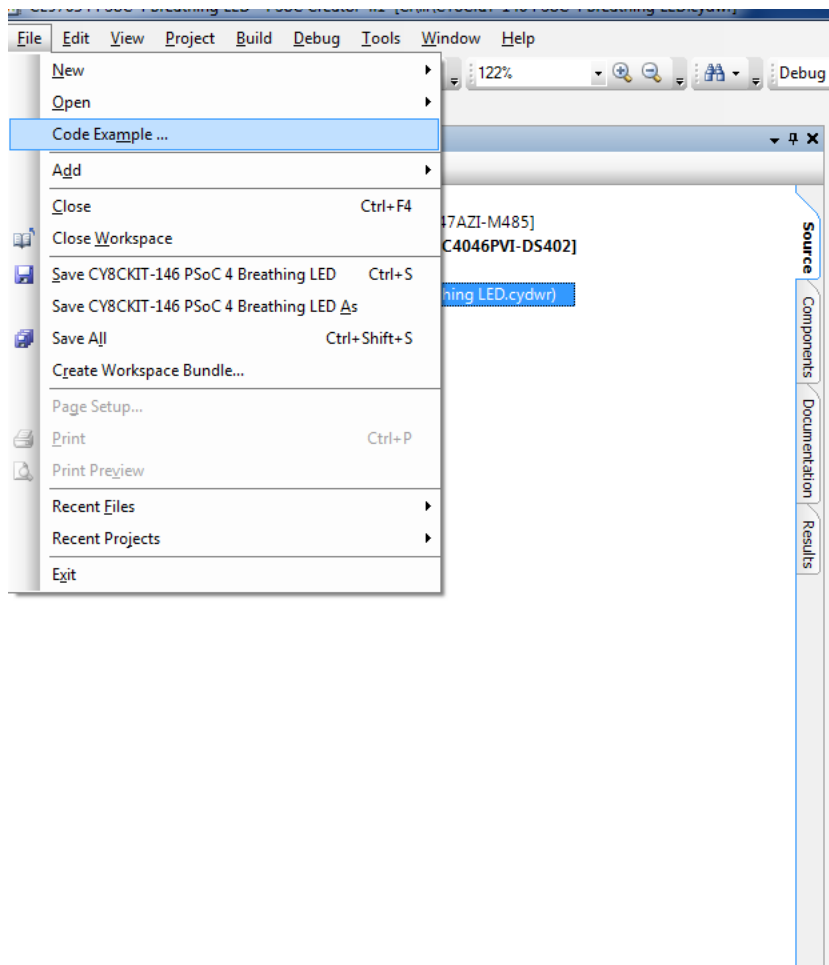 File Edit View Project Build Debug Tools Window Help
122% Debug
New
Open
Code Example ...
Add
Close Ctrl+F4
Close Workspace
Save CY8CKIT-146 PSoC 4 Breathing LED Ctrl+S
Save CY8CKIT-146 PSoC 4 Breathing LED As
Save All Ctrl+Shift+S
Create Workspace Bundle...
Page Setup...
Print Ctrl+P
Print Preview
Recent Files
Recent Projects
Exit
47AZI-M485]
C4046PVI-DS402]
hing LED.cydwr)
Source
Components
Documentation
Results